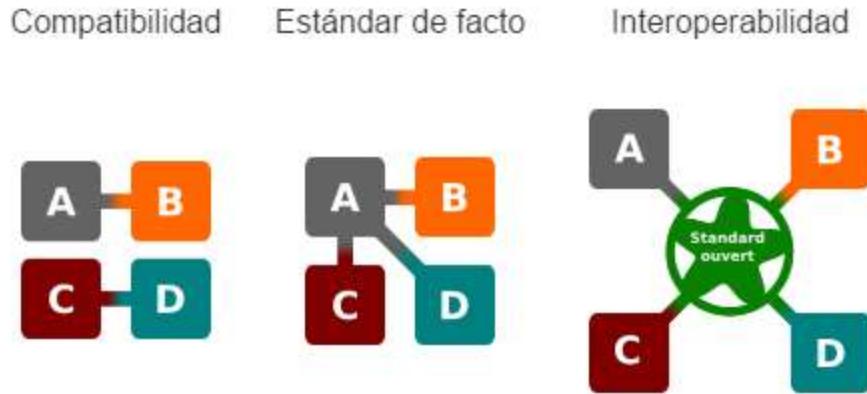 Compatibilidad
Estándar de facto
Interoperabilidad
A
B
C
D
A
B
C
D
A
B
Standard
ouvert
C
D